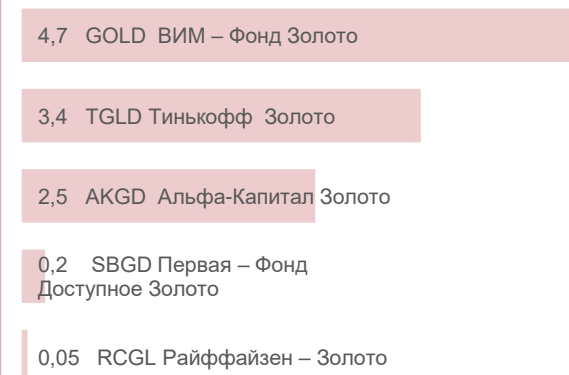 4,7 GOLD ВИМ – Фонд Золото
3,4 TGLD Тинькофф Золото
2,5 AKGD Альфа-Капитал Золото
0,2 SBGD Первая – Фонд
Доступное Золото
0,05 RCGL Райффайзен – Золото